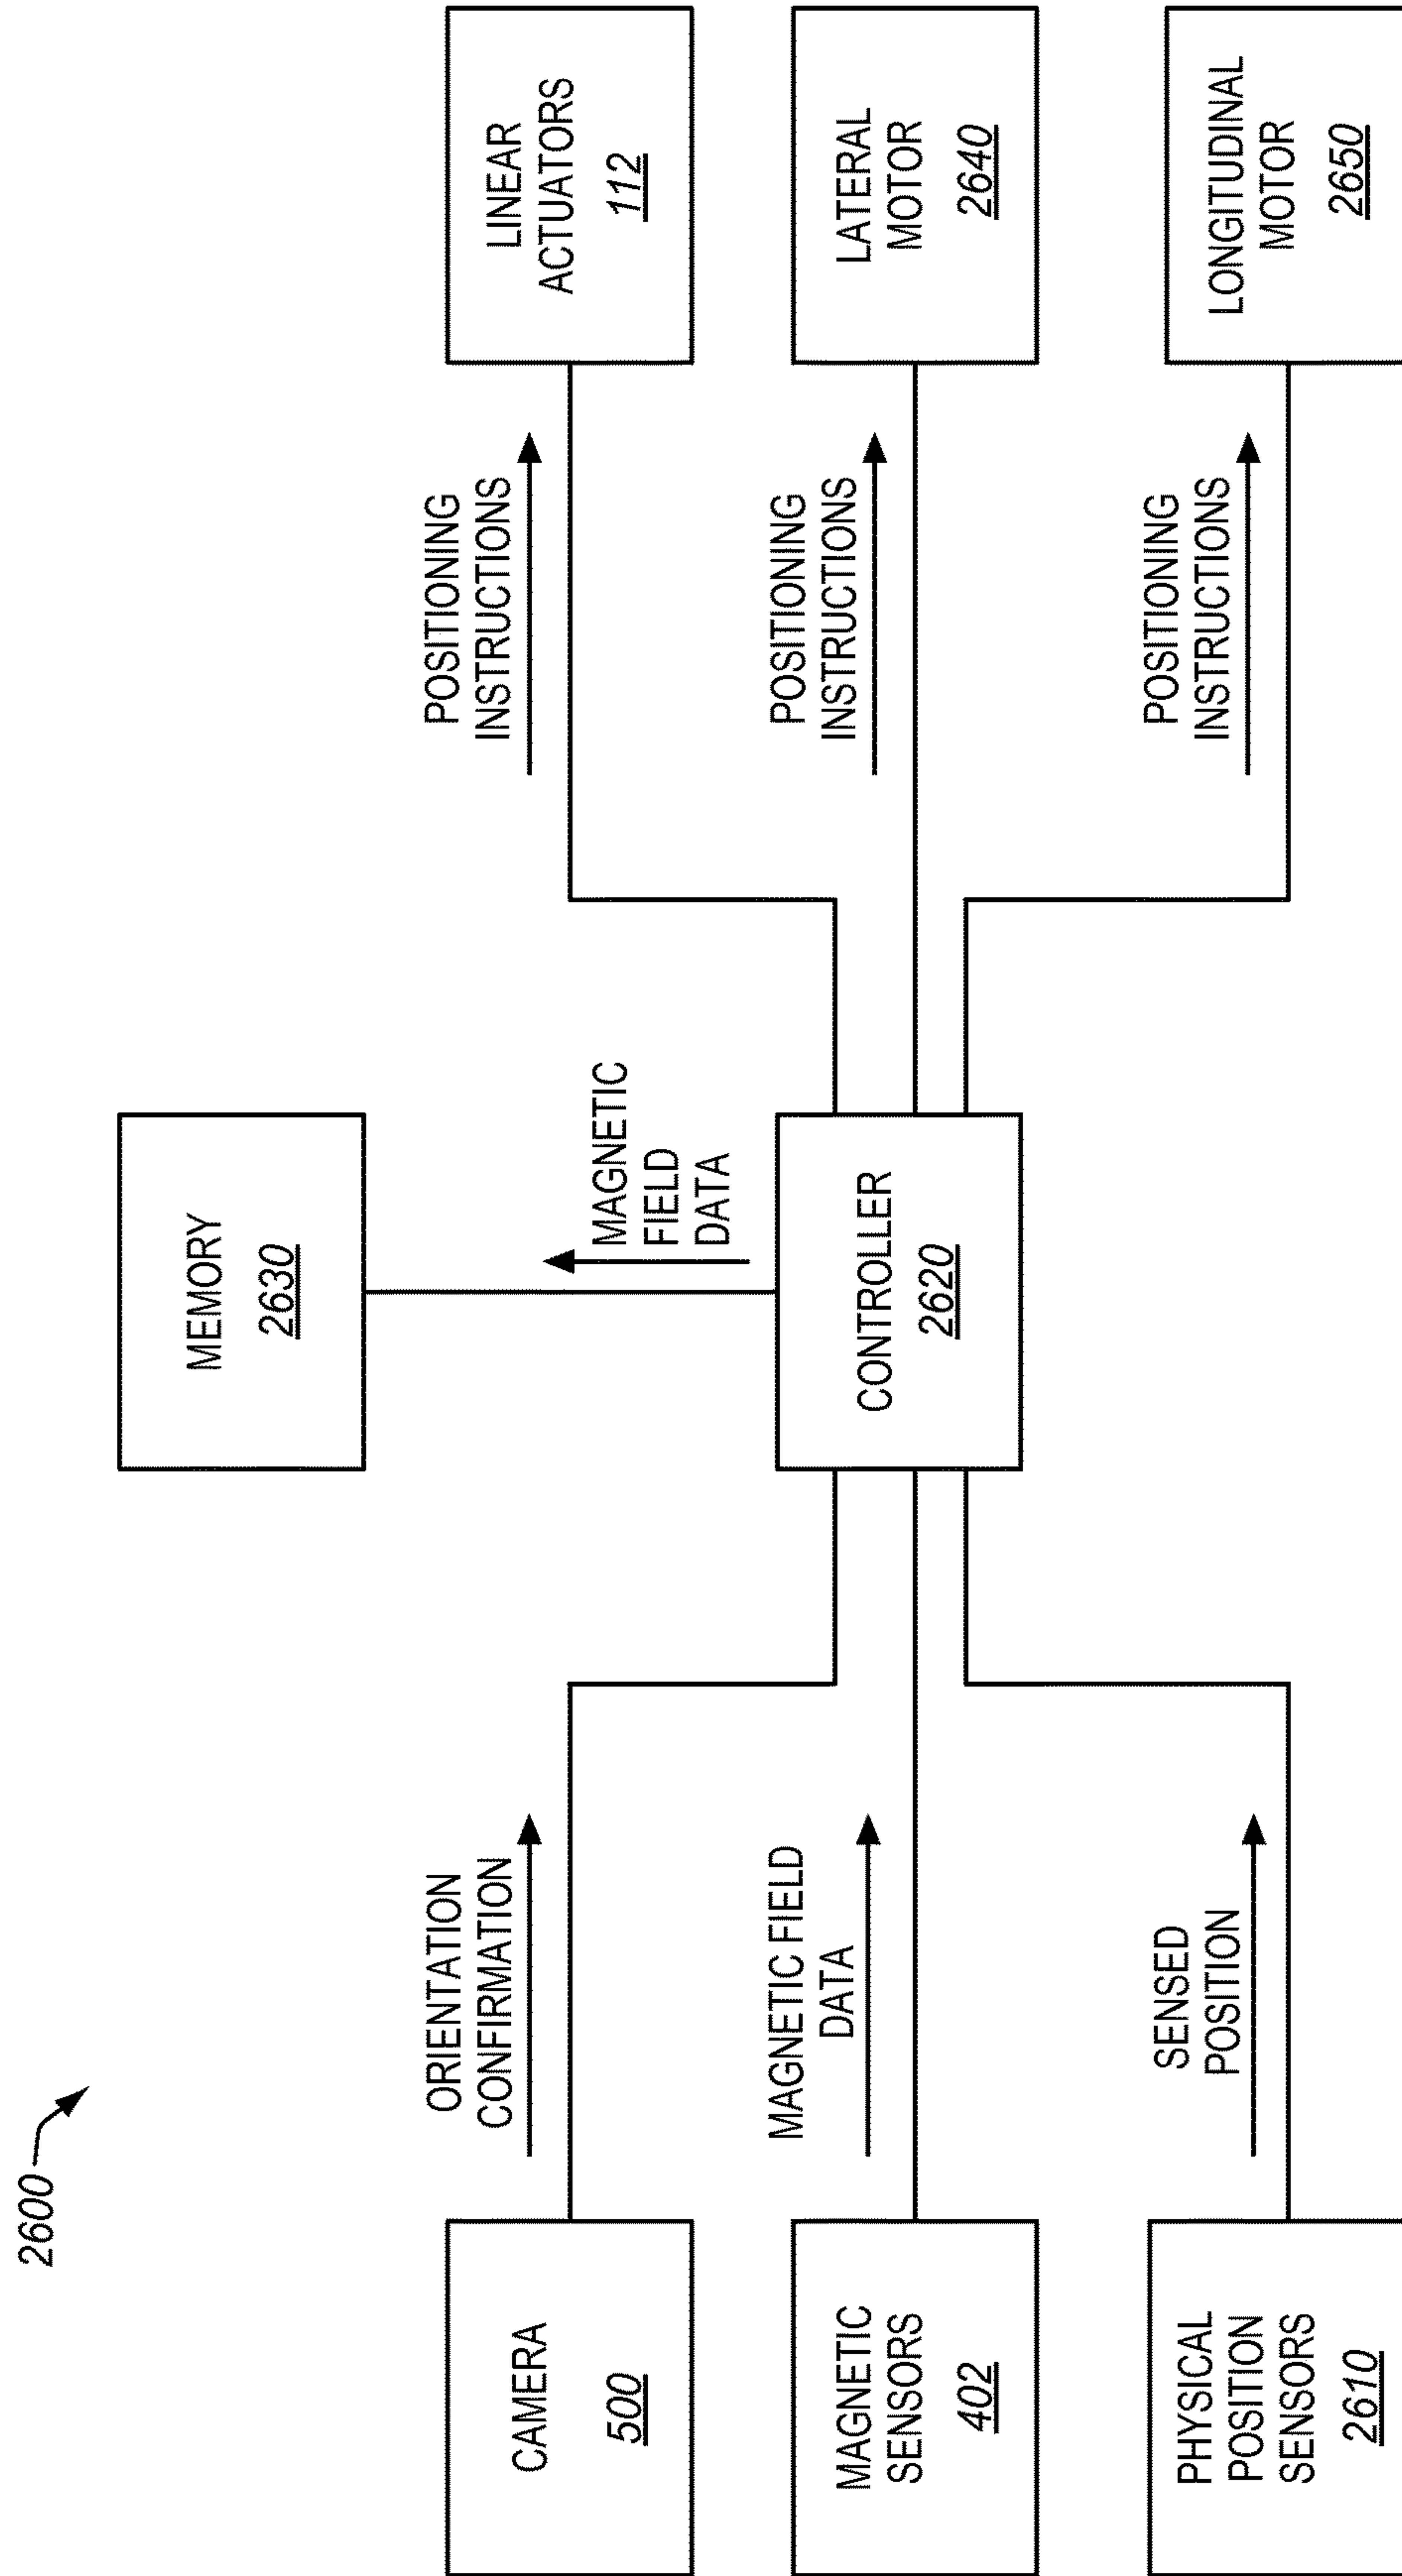 2600
CAMERA
500
ORIENTATION
CONFIRMATION
MAGNETIC
SENSORS
402
MAGNETIC FIELD
DATA
PHYSICAL
POSITION
SENSORS
2610
SENSED
POSITION
MEMORY
2630
MAGNETIC
FIELD
DATA
CONTROLLER
2620
POSITIONING
INSTRUCTIONS
LINEAR
ACTUATORS
112
POSITIONING
INSTRUCTIONS
LATERAL
MOTOR
2640
POSITIONING
INSTRUCTIONS
LONGITUDINAL
MOTOR
2650